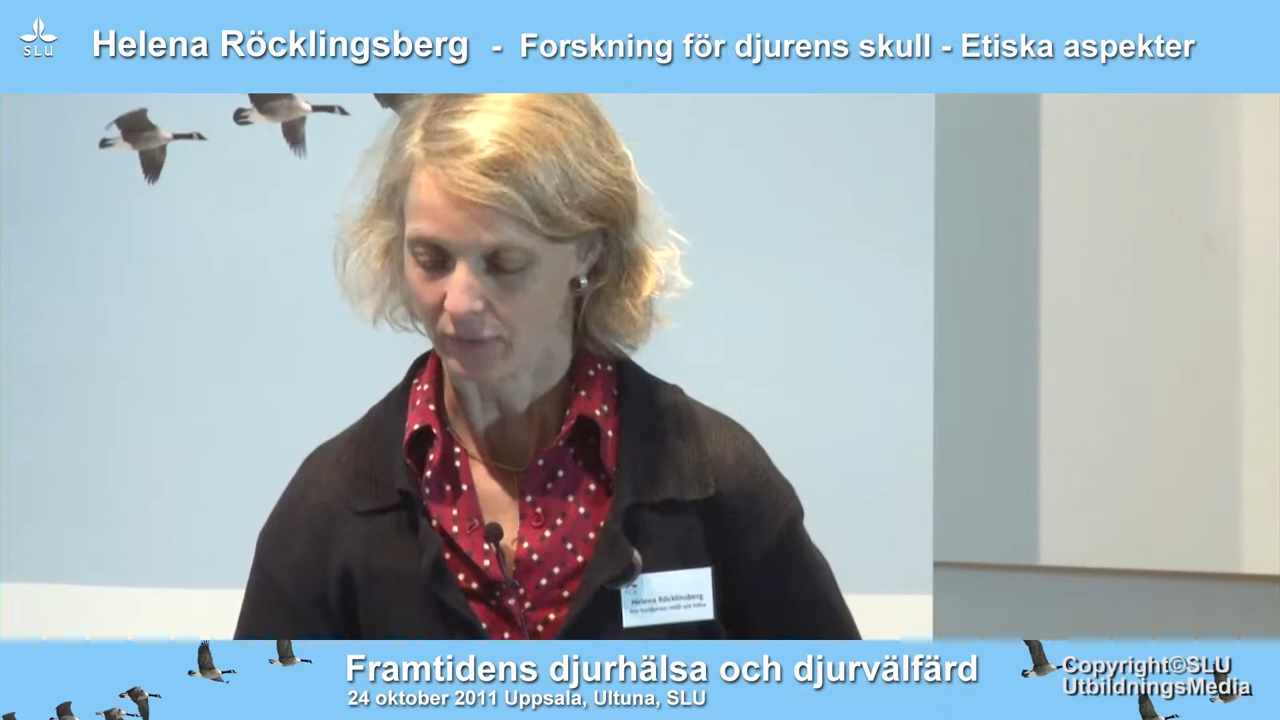 SLU
Helena Röcklingsberg - Forskning för djurens skull - Etiska aspekter
Helena Röcklinsberg
Framtidens djurhälsa och djurvälfärd
24 oktober 2011 Uppsala, Ultuna, SLU
Copyright©SLU
UtbildningsMedia